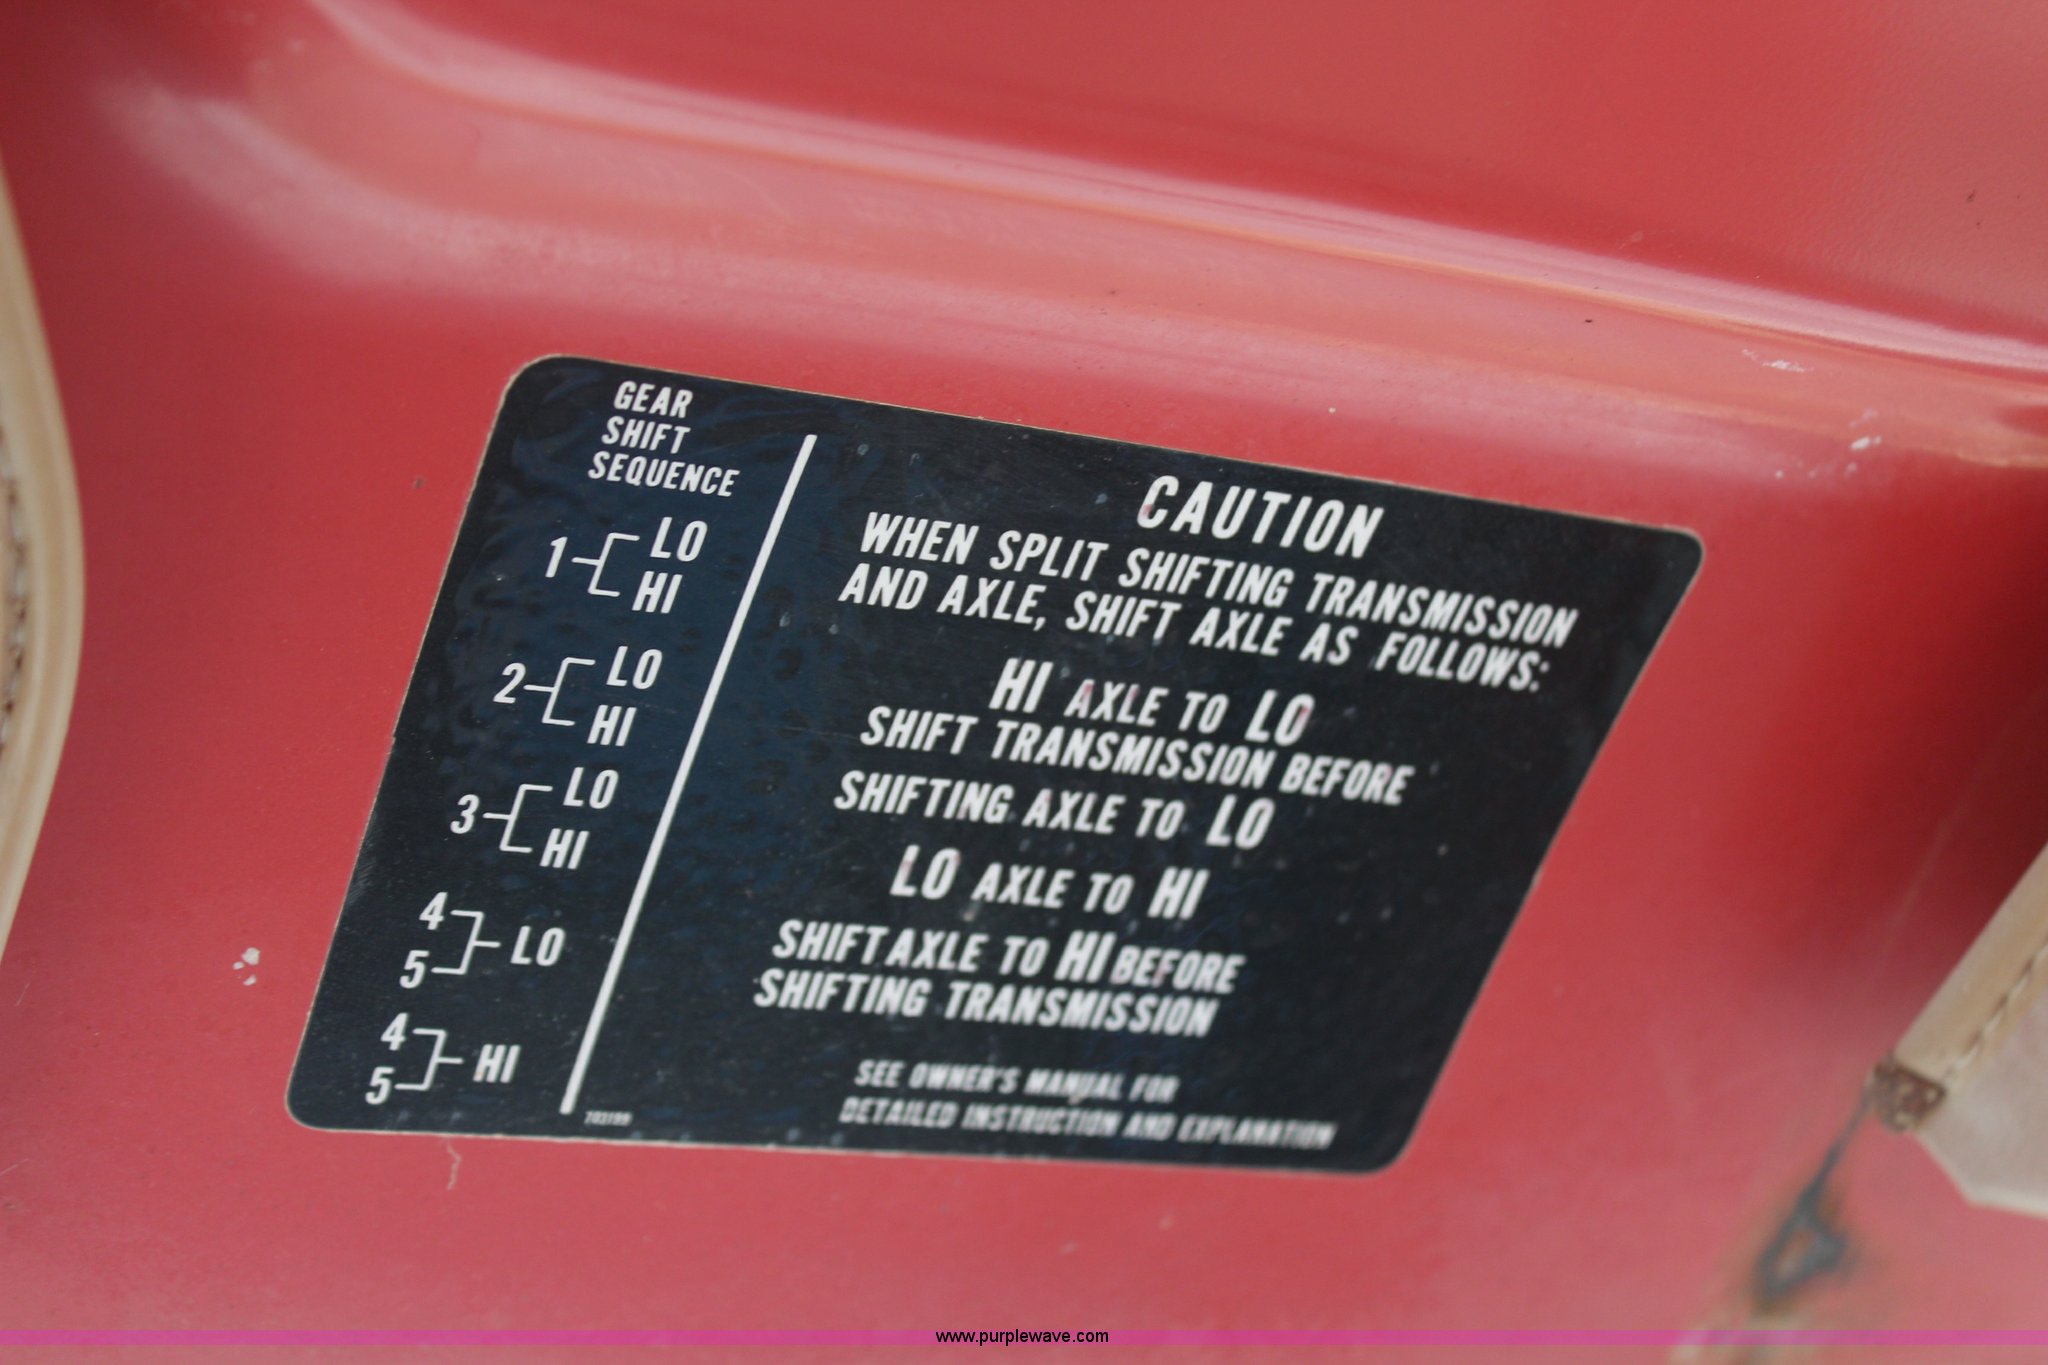 GEAR
SHIFT
SEQUENCE
1 LO
HI
2 LO
HI
3 LO
HI
4
5 LO
4
5 HI
CAUTION
WHEN SPLIT SHIFTING TRANSMISSION
AND AXLE, SHIFT AXLE AS FOLLOWS:
HI AXLE TO LO
SHIFT TRANSMISSION BEFORE
SHIFTING AXLE TO LO
LO AXLE TO HI
SHIFT AXLE TO HI BEFORE
SHIFTING TRANSMISSION
SEE OWNER'S MANUAL FOR
DETAILED INSTRUCTION AND EXPLANATION
www.purplewave.com